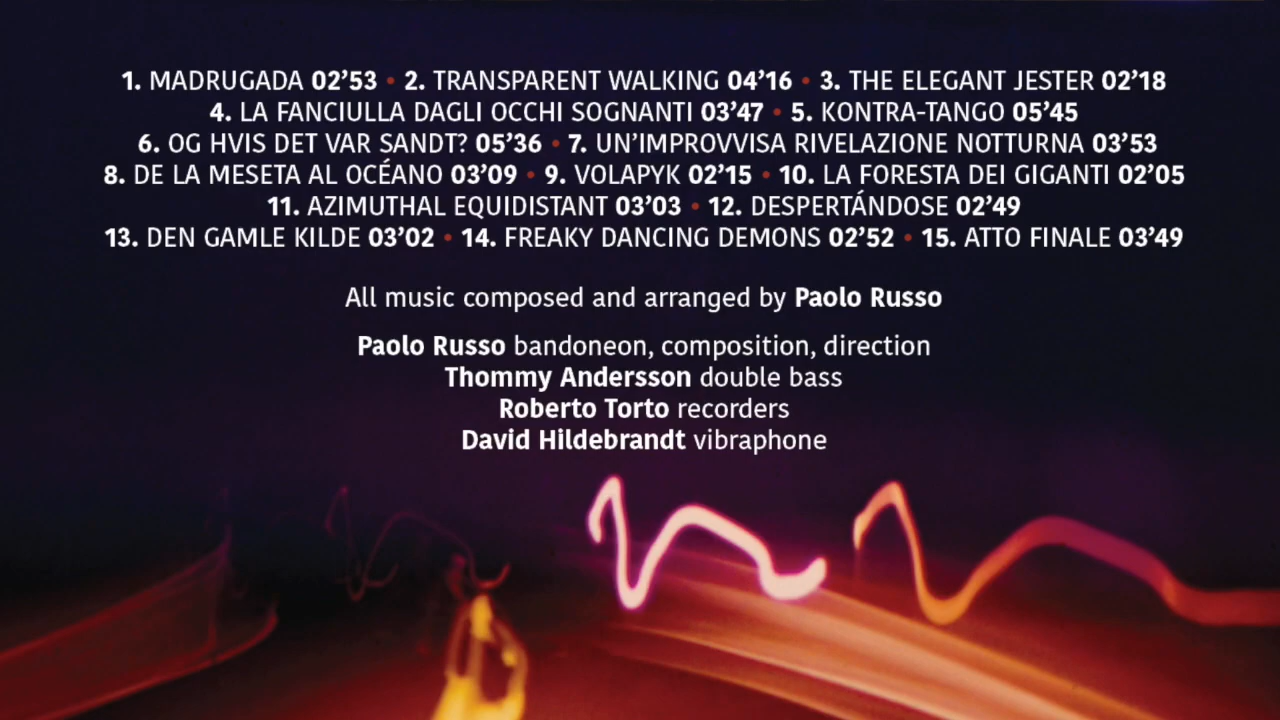 1. MADRUGADA 02’53 • 2. TRANSPARENT WALKING 04’16 • 3. THE ELEGANT JESTER 02’18
4. LA FANCIULLA DAGLI OCCHI SOGNANTI 03’47 • 5. KONTRA-TANGO 05’45
6. OG HVIS DET VAR SANDT? 05’36 • 7. UN’IMPROVVISA RIVELAZIONE NOTTURNA 03’53
8. DE LA MESETA AL OCÉANO 03’09 • 9. VOLAPYK 02’15 • 10. LA FORESTA DEI GIGANTI 02’05
11. AZIMUTHAL EQUIDISTANT 03’03 • 12. DESPERTÁNDOSE 02’49
13. DEN GAMLE KILDE 03’02 • 14. FREAKY DANCING DEMONS 02’52 • 15. ATTO FINALE 03’49
All music composed and arranged by Paolo Russo
Paolo Russo bandoneon, composition, direction
Thommy Andersson double bass
Roberto Torto recorders
David Hildebrandt vibraphone